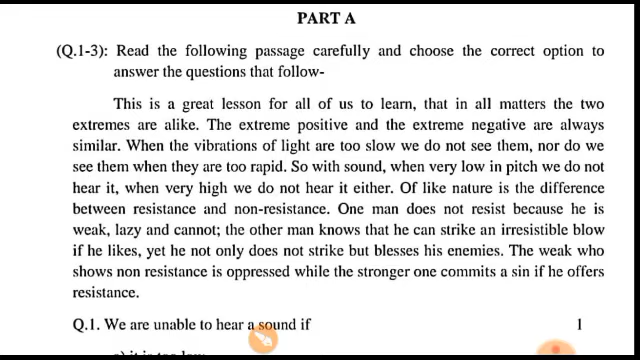 PART A
(Q.1-3): Read the following passage carefully and choose the correct option to
answer the questions that follow-
This is a great lesson for all of us to learn, that in all matters the two
extremes are alike. The extreme positive and the extreme negative are always
similar. When the vibrations of light are too slow we do not see them, nor do we
see them when they are too rapid. So with sound, when very low in pitch we do not
hear it, when very high we do not hear it either. Of like nature is the difference
between resistance and non-resistance. One man does not resist because he is
weak, lazy and cannot; the other man knows that he can strike an irresistible blow
if he likes, yet he not only does not strike but blesses his enemies. The weak who
shows non resistance is oppressed while the stronger one commits a sin if he offers
resistance.
Q.1. We are unable to hear a sound if 1
a) it is too low